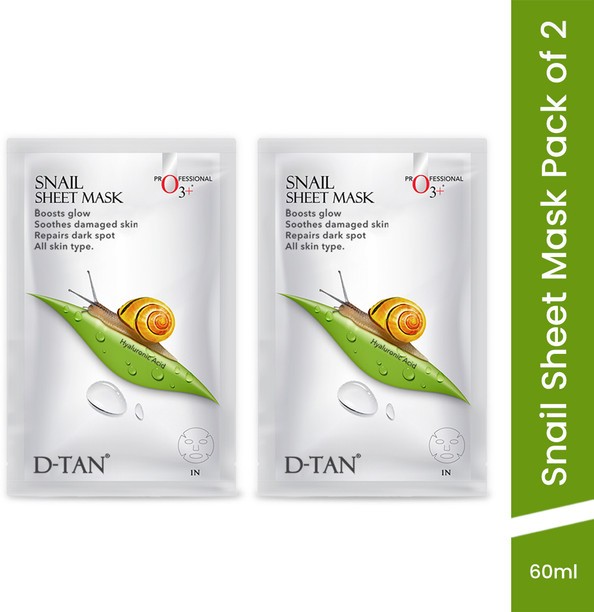 SNAIL
SHEET MASK
PROFESSIONAL
O3+
Boosts glow
Soothes damaged skin
Repairs dark spot
All skin type.
Hyaluronic Acid
D-TAN®
1N
SNAIL
SHEET MASK
PROFESSIONAL
O3+
Boosts glow
Soothes damaged skin
Repairs dark spot
All skin type.
Hyaluronic Acid
D-TAN®
1N
Snail Sheet Mask Pack of 2
60ml